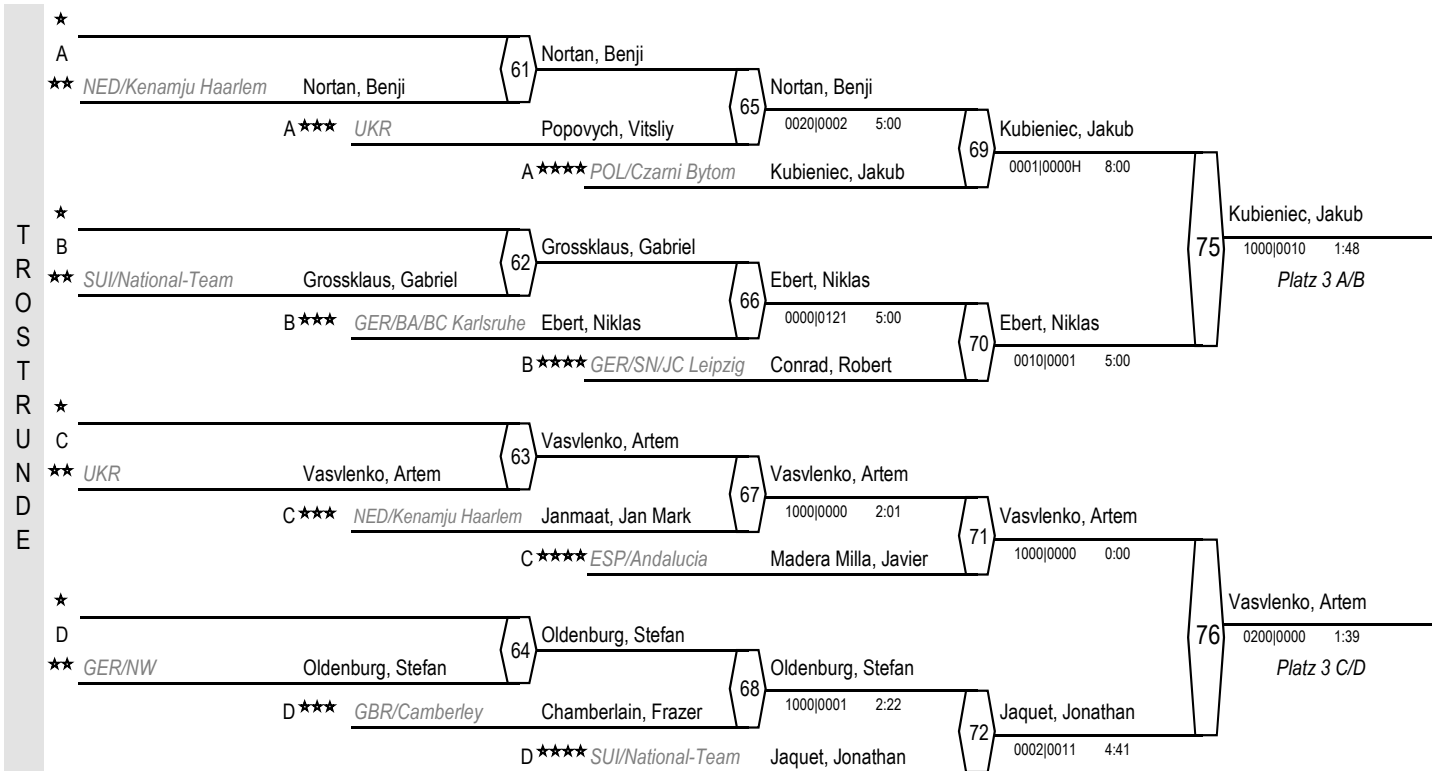 TROSTRUNDE
A
NED/Kenamju Haarlem Nortan, Benji
61
Nortan, Benji
A UKR Popovych, Vitsliy
65
Nortan, Benji
0020|0002 5:00
A POL/Czarni Bytom Kubieniec, Jakub
69
Kubieniec, Jakub
0001|0000H 8:00
B
SUI/National-Team Grossklaus, Gabriel
62
Grossklaus, Gabriel
B GER/BA/BC Karlsruhe Ebert, Niklas
66
Ebert, Niklas
0000|0121 5:00
B GER/SN/JC Leipzig Conrad, Robert
70
Ebert, Niklas
0010|0001 5:00
75
Kubieniec, Jakub
1000|0010 1:48
Platz 3 A/B
C
UKR Vasvlenko, Artem
63
Vasvlenko, Artem
C NED/Kenamju Haarlem Janmaat, Jan Mark
67
Vasvlenko, Artem
1000|0000 2:01
C ESP/Andalucia Madera Milla, Javier
71
Vasvlenko, Artem
1000|0000 0:00
D
GER/NW Oldenburg, Stefan
64
Oldenburg, Stefan
D GBR/Camberley Chamberlain, Frazer
68
Oldenburg, Stefan
1000|0001 2:22
D SUI/National-Team Jaquet, Jonathan
72
Jaquet, Jonathan
0002|0011 4:41
76
Vasvlenko, Artem
0200|0000 1:39
Platz 3 C/D